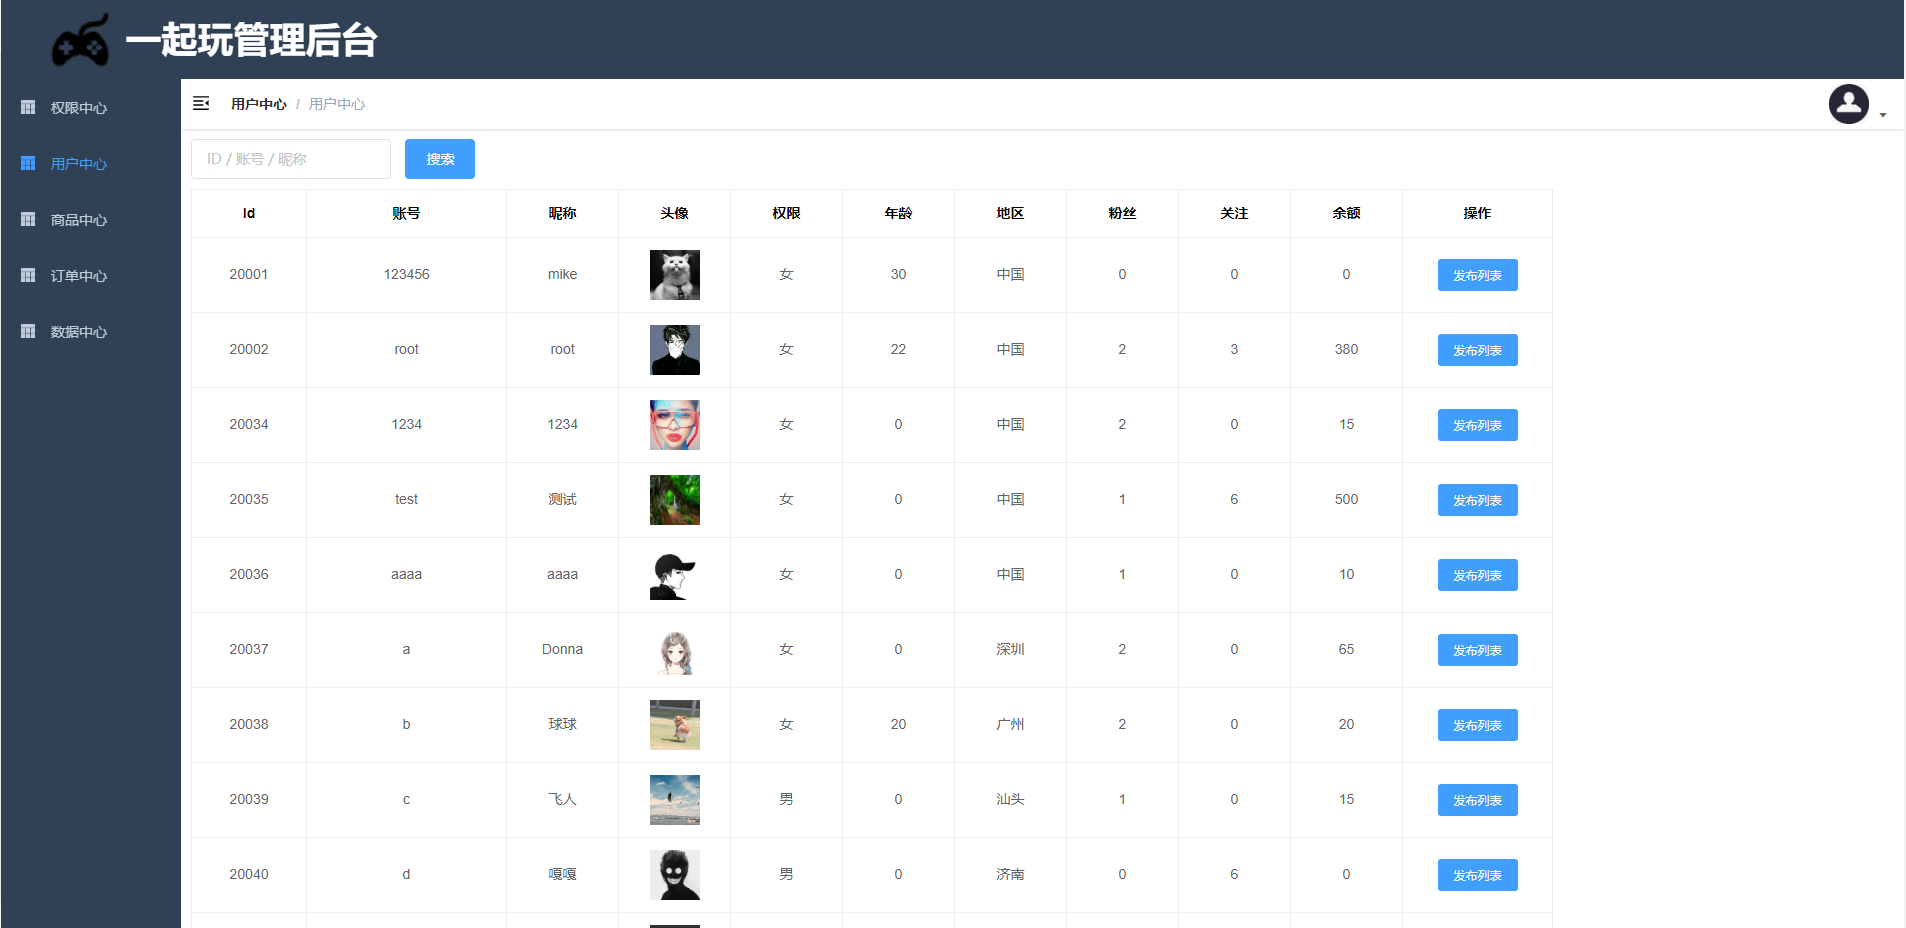 一起玩管理后台
权限中心
用户中心
商品中心
订单中心
数据中心
用户中心 / 用户中心
ID / 账号 / 昵称 搜索
Id 账号 昵称 头像 权限 年龄 地区 粉丝 关注 余额 操作
20001 123456 mike 女 30 中国 0 0 0 发布列表
20002 root root 女 22 中国 2 3 380 发布列表
20034 1234 1234 女 0 中国 2 0 15 发布列表
20035 test 测试 女 0 中国 1 6 500 发布列表
20036 aaaa aaaa 女 0 中国 1 0 10 发布列表
20037 a Donna 女 0 深圳 2 0 65 发布列表
20038 b 球球 女 20 广州 2 0 20 发布列表
20039 c 飞人 男 0 汕头 1 0 15 发布列表
20040 d 嘎嘎 男 0 济南 0 6 0 发布列表